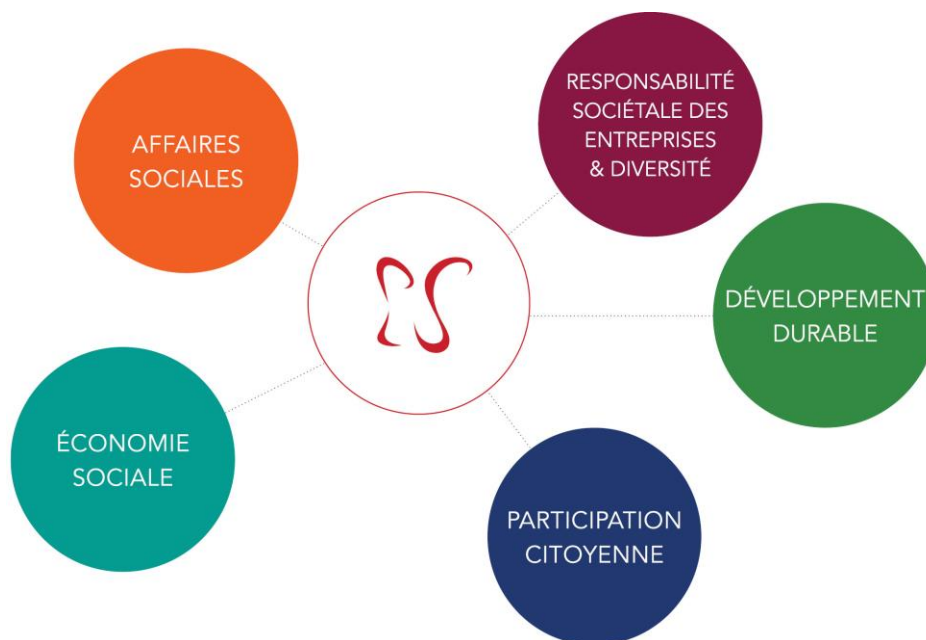 RESPONSABILITÉ
SOCIÉTALE DES
ENTREPRISES
& DIVERSITÉ
AFFAIRES
SOCIALES
DÉVELOPPEMENT
DURABLE
ÉCONOMIE
SOCIALE
PARTICIPATION
CITOYENNE